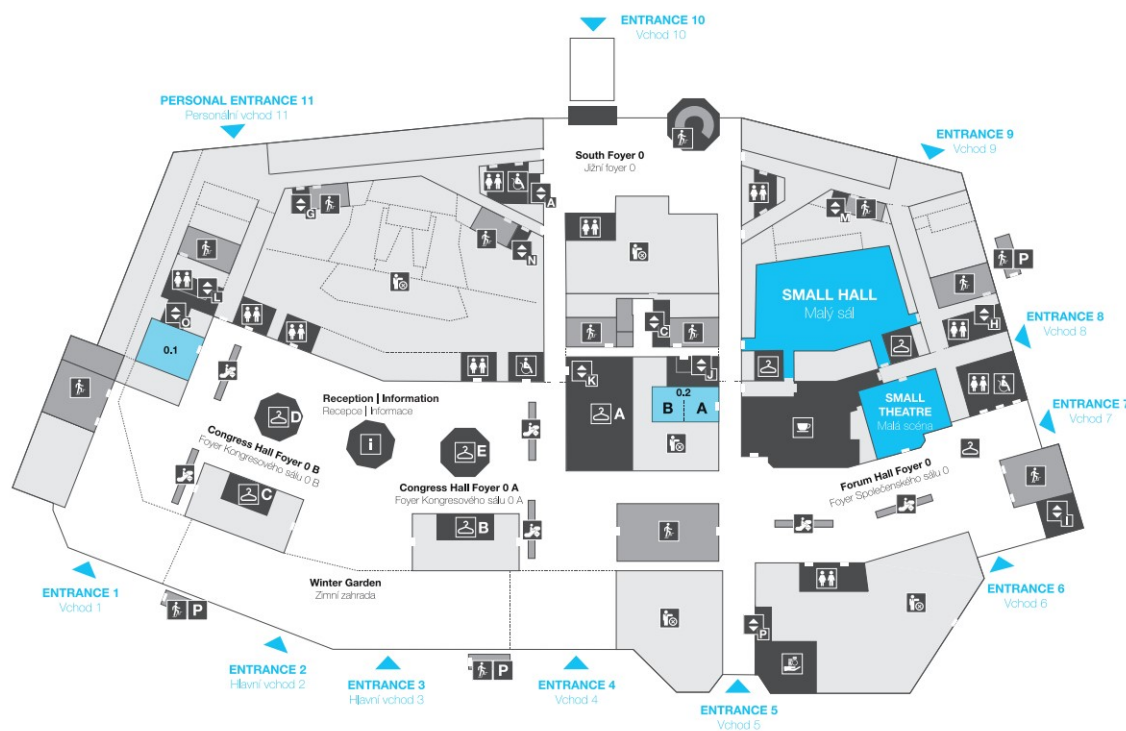 ENTRANCE 10
Vchod 10
PERSONAL ENTRANCE 11
Personální vchod 11
ENTRANCE 9
Vchod 9
South Foyer 0
Jižní foyer 0
A
G
M
N
P
L
O
C
H
SMALL HALL
Malý sál
ENTRANCE 8
Vchod 8
0.1
K
J
0.2
B A
A
SMALL
THEATRE
Malá scéna
ENTRANCE 7
Vchod 7
Reception | Information
Recepce | Informace
D
i
E
Congress Hall Foyer 0 B
Foyer Kongresového sálu 0 B
Congress Hall Foyer 0 A
Foyer Kongresového sálu 0 A
Forum Hall Foyer 0
Foyer Společenského sálu 0
C
B
I
ENTRANCE 1
Vchod 1
Winter Garden
Zimní zahrada
ENTRANCE 6
Vchod 6
P
P
ENTRANCE 2
Hlavní vchod 2
ENTRANCE 3
Hlavní vchod 3
P
ENTRANCE 4
Vchod 4
ENTRANCE 5
Vchod 5